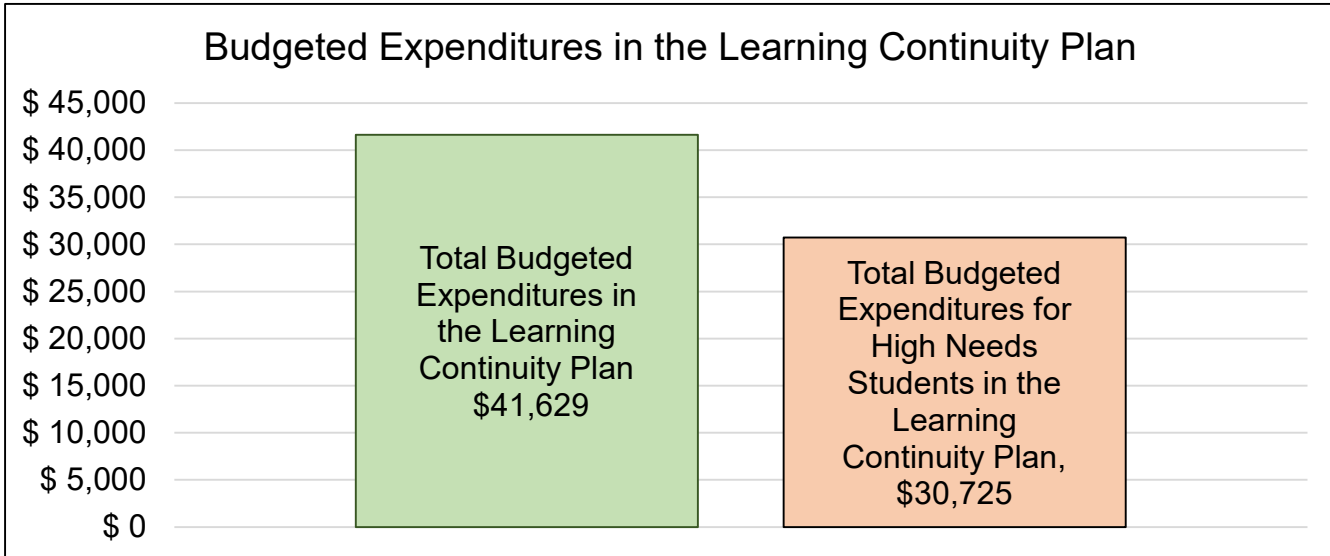 Budgeted Expenditures in the Learning Continuity Plan
$ 45,000
$ 40,000
$ 35,000
$ 30,000
$ 25,000
$ 20,000
$ 15,000
$ 10,000
$ 5,000
$ 0
Total Budgeted
Expenditures in
the Learning
Continuity Plan
$41,629
Total Budgeted
Expenditures for
High Needs
Students in the
Learning
Continuity Plan,
$30,725